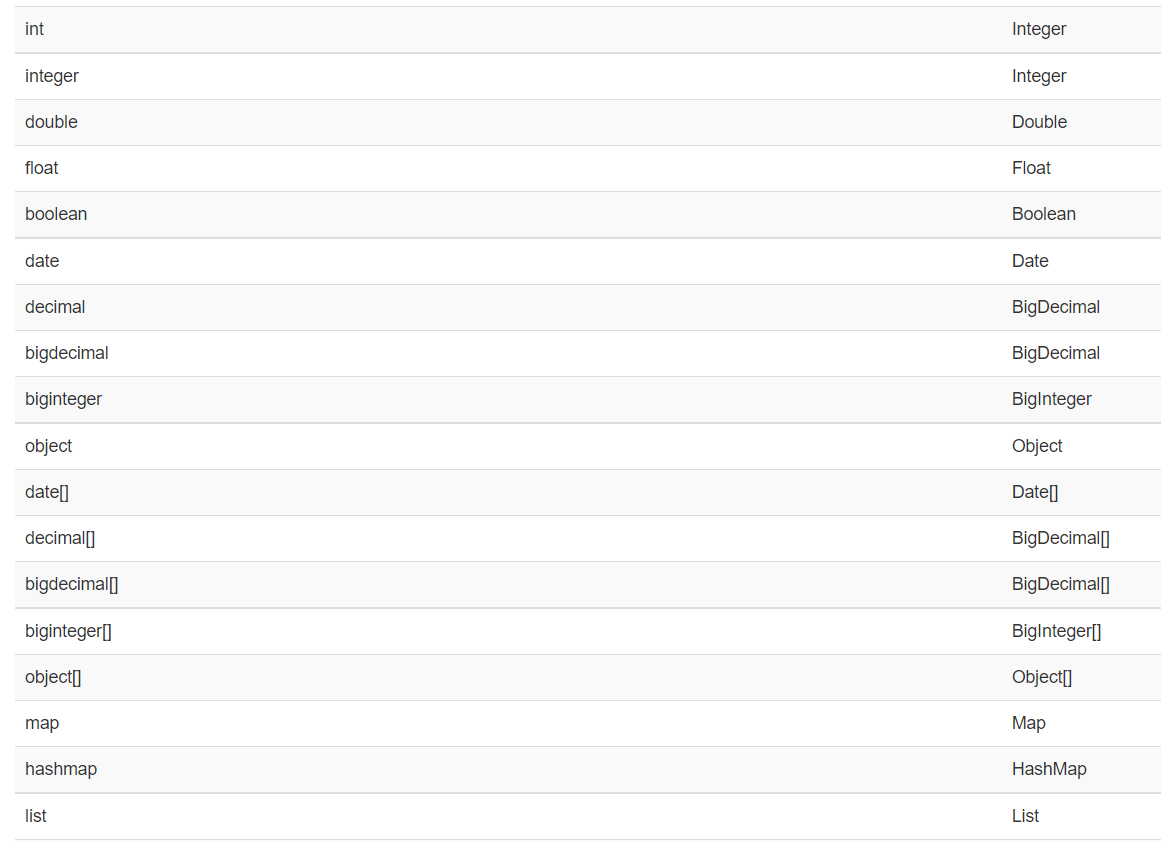 int Integer
integer Integer
double Double
float Float
boolean Boolean
date Date
decimal BigDecimal
bigdecimal BigDecimal
biginteger BigInteger
object Object
date[] Date[]
decimal[] BigDecimal[]
bigdecimal[] BigDecimal[]
biginteger[] BigInteger[]
object[] Object[]
map Map
hashmap HashMap
list List